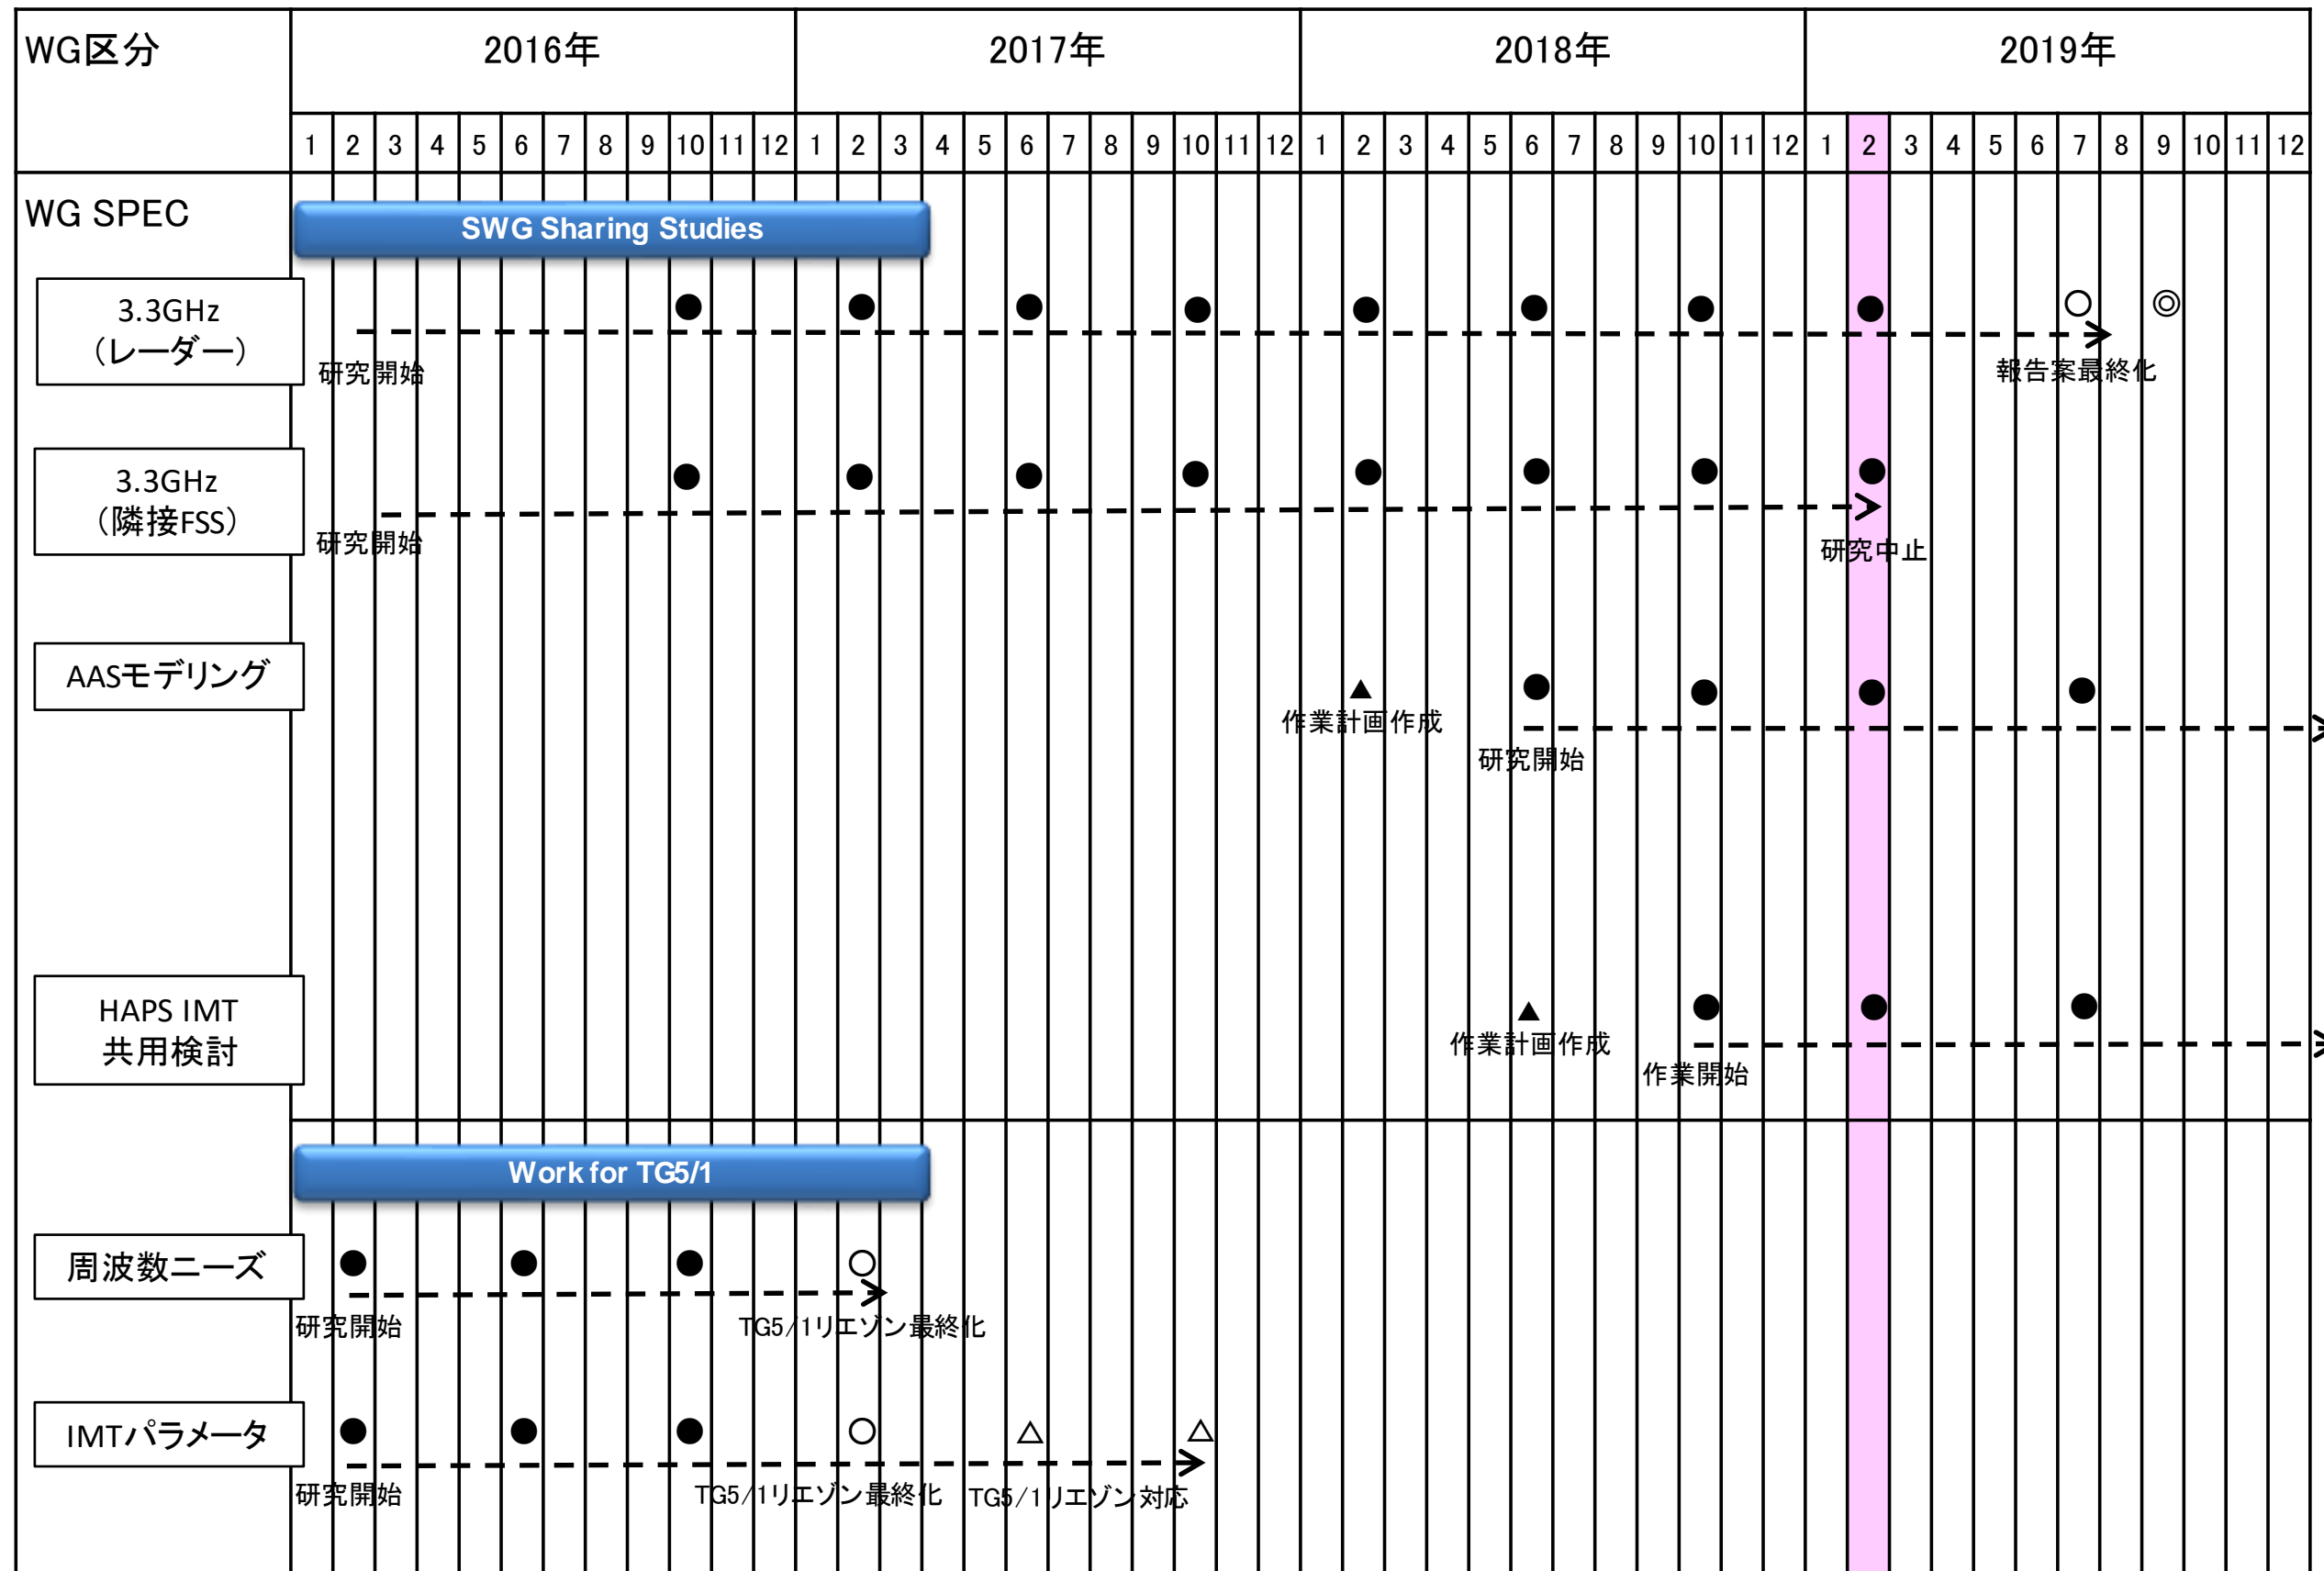 WG区分
2016年 2017年 2018年 2019年
1 2 3 4 5 6 7 8 9 10 11 12 1 2 3 4 5 6 7 8 9 10 11 12 1 2 3 4 5 6 7 8 9 10 11 12 1 2 3 4 5 6 7 8 9 10 11 12
WG SPEC
SWG Sharing Studies
3.3GHz
（レーダー）
● ● ● ● ● ● ● ● ○ ◎
研究開始 報告案最終化
3.3GHz
（隣接FSS）
● ● ● ● ● ● ● ●
研究開始 研究中止
AASモデリング
▲ ● ● ● ●
作業計画作成
研究開始
HAPS IMT
共用検討
▲ ● ● ●
作業計画作成
作業開始
Work for TG5/1
周波数ニーズ
● ● ● ○
研究開始 TG5/1リエゾン最終化
IMTパラメータ
● ● ● ○ △ △
研究開始 TG5/1リエゾン最終化 TG5/1リエゾン対応